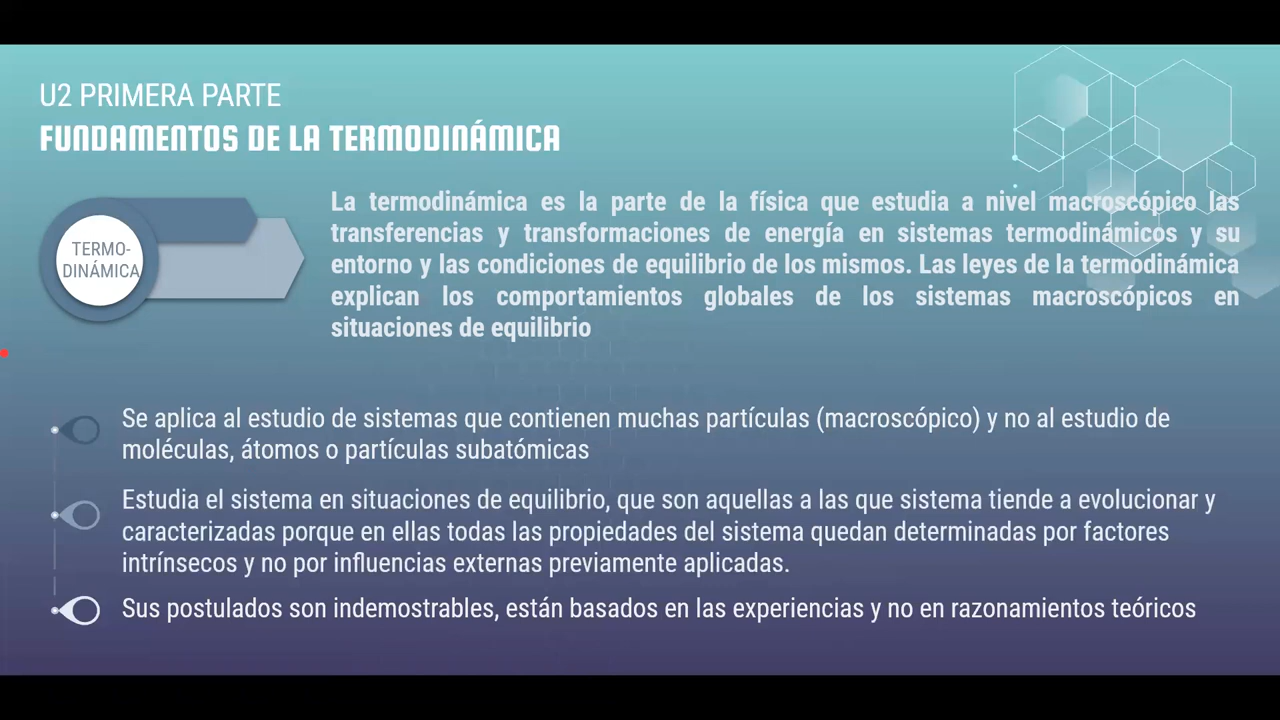 U2 PRIMERA PARTE
FUNDAMENTOS DE LA TERMODINÁMICA
TERMO-
DINÁMICA
La termodinámica es la parte de la física que estudia a nivel macroscópico las
transferencias y transformaciones de energía en sistemas termodinámicos y su
entorno y las condiciones de equilibrio de los mismos. Las leyes de la termodinámica
explican los comportamientos globales de los sistemas macroscópicos en
situaciones de equilibrio
Se aplica al estudio de sistemas que contienen muchas partículas (macroscópico) y no al estudio de
moléculas, átomos o partículas subatómicas
Estudia el sistema en situaciones de equilibrio, que son aquellas a las que sistema tiende a evolucionar y
caracterizadas porque en ellas todas las propiedades del sistema quedan determinadas por factores
intrínsecos y no por influencias externas previamente aplicadas.
Sus postulados son indemostrables, están basados en las experiencias y no en razonamientos teóricos